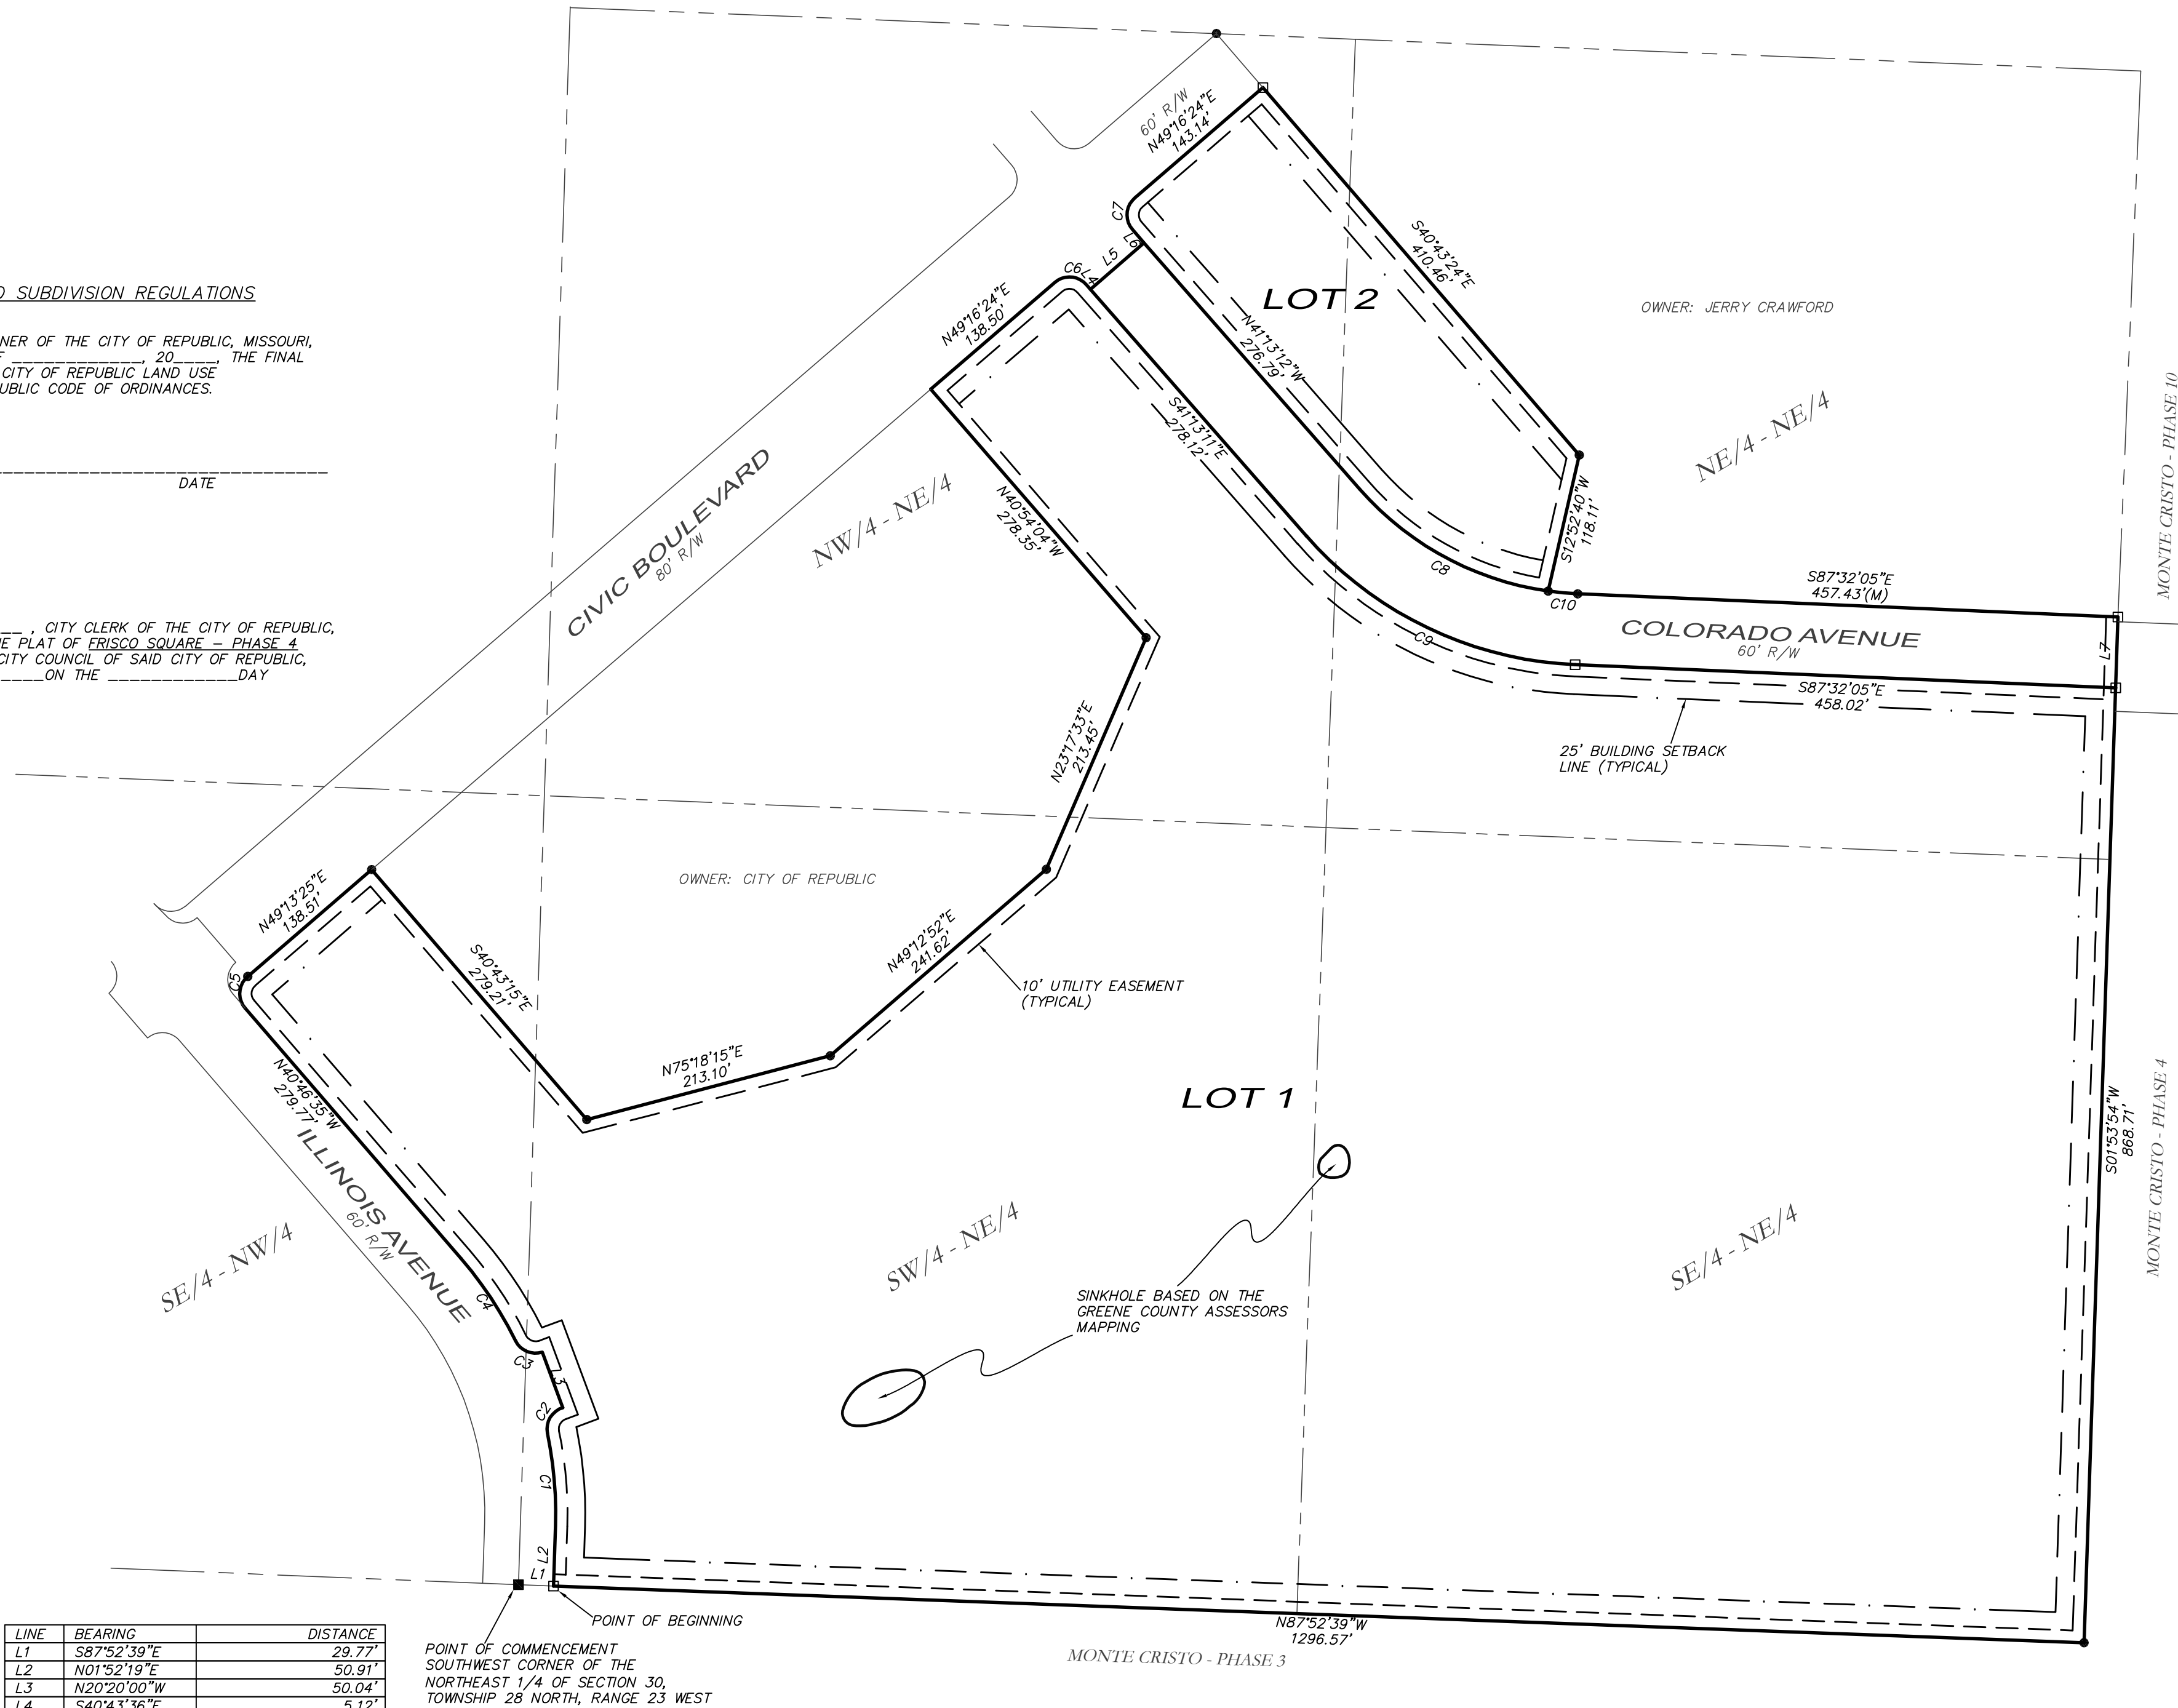 O SUBDIVISION REGULATIONS
NER OF THE CITY OF REPUBLIC, MISSOURI,
____________, 20____, THE FINAL
CITY OF REPUBLIC LAND USE
UBLIC CODE OF ORDINANCES.
DATE
__ , CITY CLERK OF THE CITY OF REPUBLIC,
E PLAT OF FRISCO SQUARE – PHASE 4
CITY COUNCIL OF SAID CITY OF REPUBLIC,
____ON THE ____________DAY
60' R/W
N49°16'24"E
143.14'
C7
L6
L5
C6
L4
N49°16'24"E
138.50'
LOT 2
S40°43'24"E
410.46'
OWNER: JERRY CRAWFORD
N41°13'12"W
276.79'
S41°13'11"E
278.12'
NE/4 - NE/4
MONTE CRISTO - PHASE 10
CIVIC BOULEVARD
80' R/W
NW/4 - NE/4
N40°54'04"W
278.35'
S12°52'40"W
118.11'
C8
C10
S87°32'05"E
457.43'(M)
C9
COLORADO AVENUE
60' R/W
L7
S87°32'05"E
458.02'
N23°17'33"E
213.45'
25' BUILDING SETBACK
LINE (TYPICAL)
OWNER: CITY OF REPUBLIC
N49°13'25"E
138.51'
C5
S40°43'15"E
279.21'
N49°12'52"E
241.62'
10' UTILITY EASEMENT
(TYPICAL)
N75°18'15"E
213.10'
N40°46'35"W
279.77'
LOT 1
ILLINOIS AVENUE
60' R/W
S01°53'54"W
868.71'
MONTE CRISTO - PHASE 4
SE/4 - NW/4
SW/4 - NE/4
SE/4 - NE/4
C4
SINKHOLE BASED ON THE
GREENE COUNTY ASSESSORS
MAPPING
C3
L3
C2
C1
L2
L1
POINT OF BEGINNING
N87°52'39"W
1296.57'
MONTE CRISTO - PHASE 3
POINT OF COMMENCEMENT
SOUTHWEST CORNER OF THE
NORTHEAST 1/4 OF SECTION 30,
TOWNSHIP 28 NORTH, RANGE 23 WEST
LINE BEARING DISTANCE
L1 S87°52'39"E 29.77'
L2 N01°52'19"E 50.91'
L3 N20°20'00"W 50.04'
L4 S40°43'36"E 5.12'